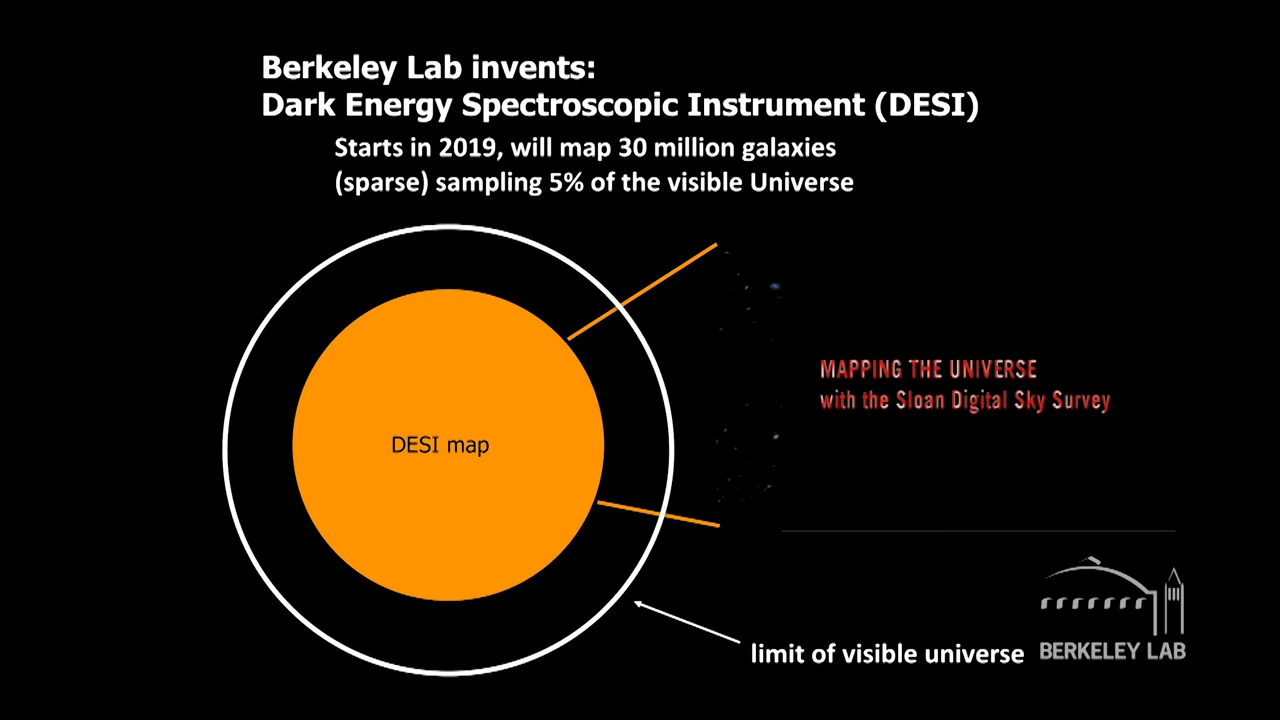 Berkeley Lab invents:
Dark Energy Spectroscopic Instrument (DESI)
Starts in 2019, will map 30 million galaxies
(sparse) sampling 5% of the visible Universe
DESI map
MAPPING THE UNIVERSE
with the Sloan Digital Sky Survey
limit of visible universe
BERKELEY LAB